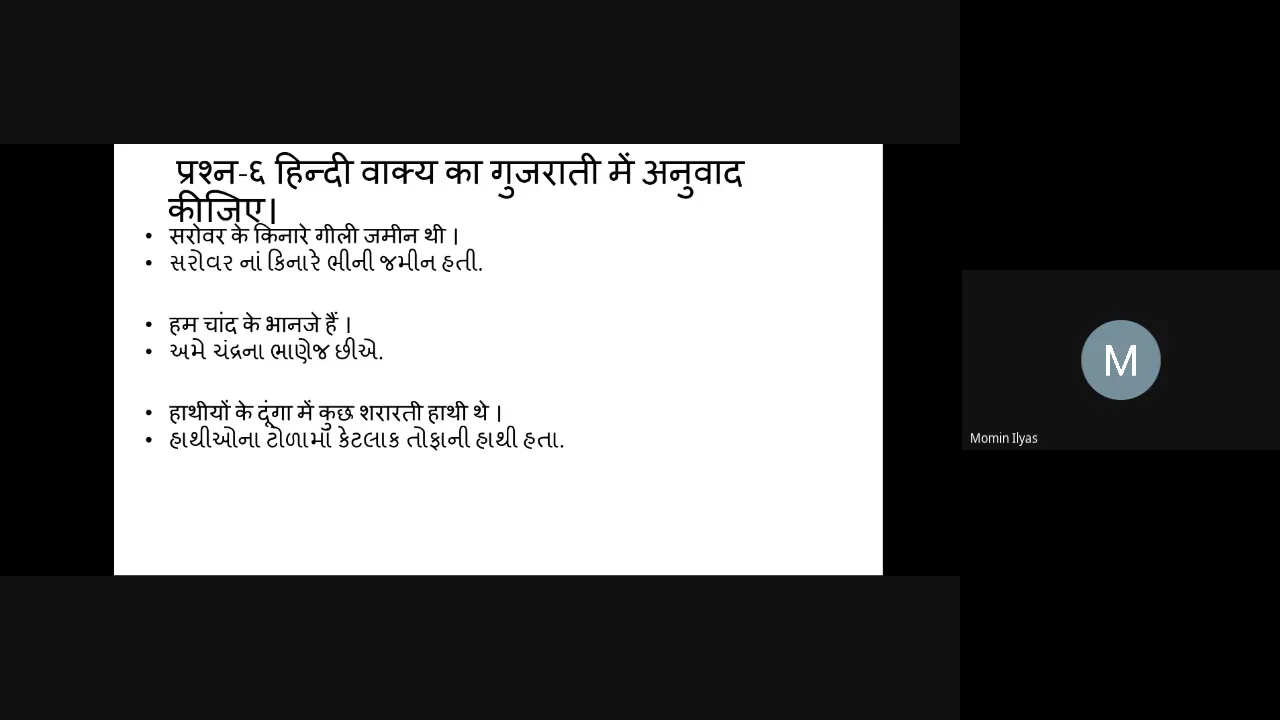 प्रश्न-६ हिन्दी वाक्य का गुजराती में अनुवाद
कीजिए।
• सरोवर के किनारे गीली जमीन थी ।
• સરોવર નાં કિનારે ભીની જમીન હતી.
• हम चांद के भानजे हैं ।
• અમે ચંદ્રના ભાણેજ છીએ.
• हाथीयों के दूंगा में कुछ शरारती हाथी थे ।
• હાથીઓના ટોળામાં કેટલાક તોફાની હાથી હતા.
M
Momin Ilyas